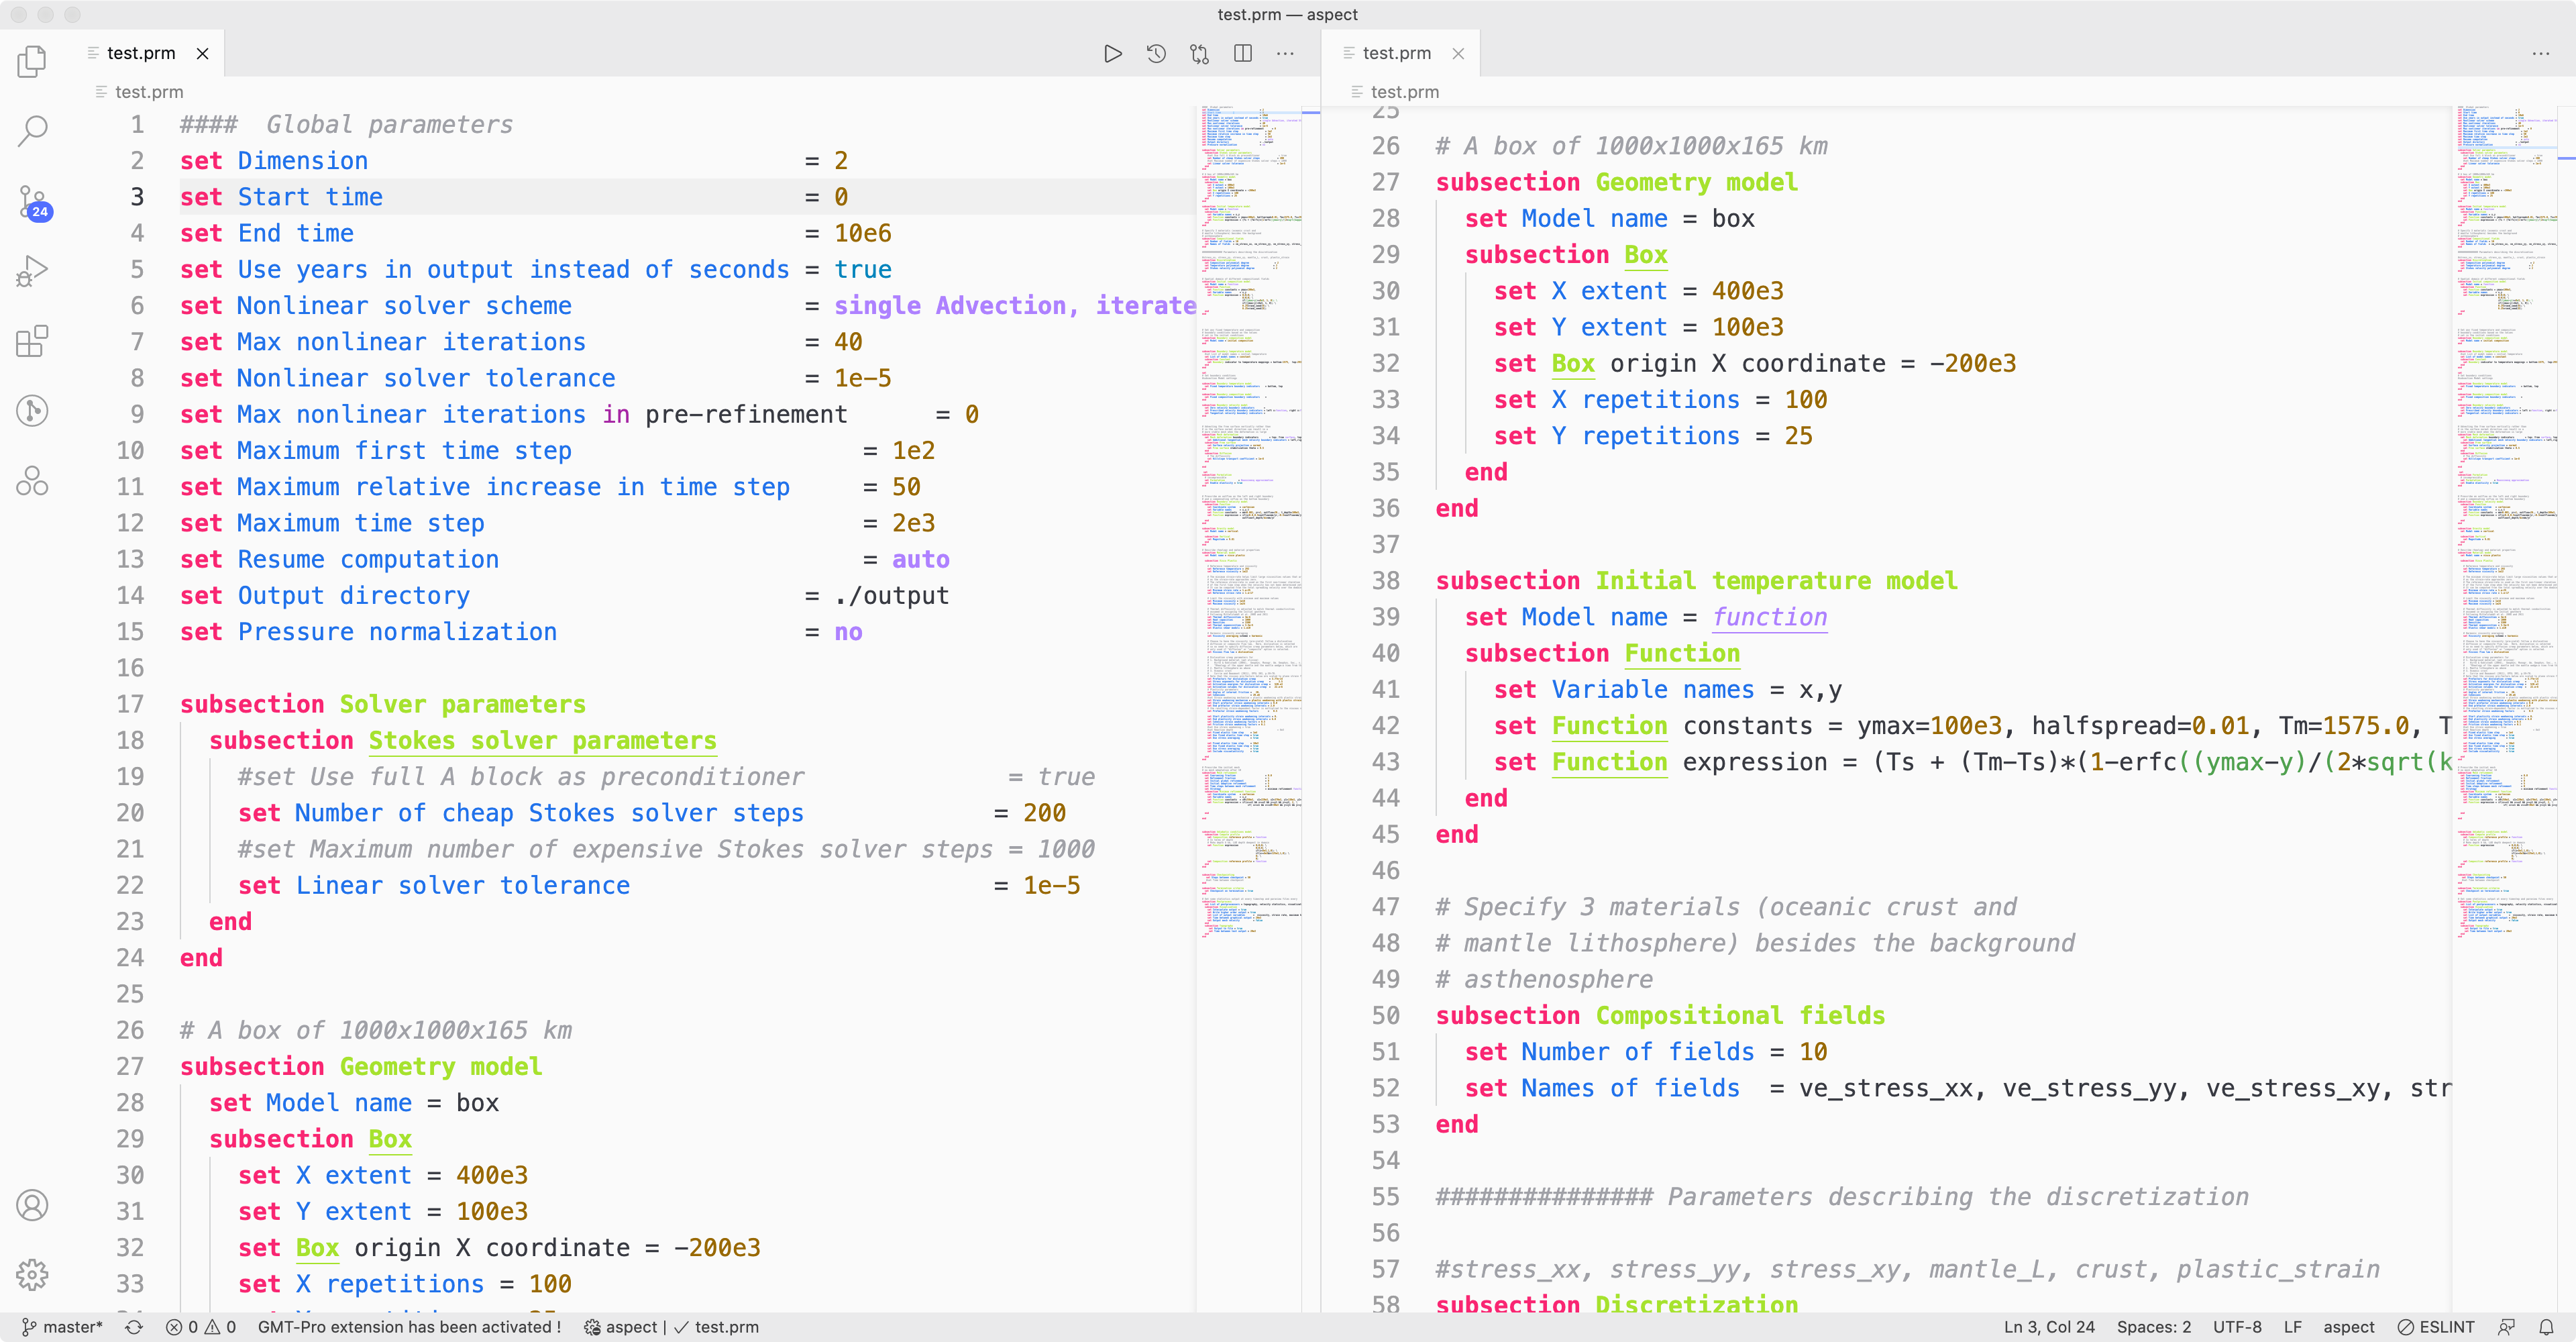 test.prm — aspect
test.prm
test.prm
1 ####  Global parameters
2 set Dimension                              = 2
3 set Start time                             = 0
4 set End time                               = 10e6
5 set Use years in output instead of seconds = true
6 set Nonlinear solver scheme                = single Advection, iterate
7 set Max nonlinear iterations               = 40
8 set Nonlinear solver tolerance             = 1e-5
9 set Max nonlinear iterations in pre-refinement      = 0
10 set Maximum first time step                    = 1e2
11 set Maximum relative increase in time step     = 50
12 set Maximum time step                          = 2e3
13 set Resume computation                         = auto
14 set Output directory                       = ./output
15 set Pressure normalization                 = no
16
17 subsection Solver parameters
18   subsection Stokes solver parameters
19     #set Use full A block as preconditioner              = true
20     set Number of cheap Stokes solver steps             = 200
21     #set Maximum number of expensive Stokes solver steps = 1000
22     set Linear solver tolerance                         = 1e-5
23   end
24 end
25
26 # A box of 1000x1000x165 km
27 subsection Geometry model
28   set Model name = box
29   subsection Box
30     set X extent = 400e3
31     set Y extent = 100e3
32     set Box origin X coordinate = -200e3
33     set X repetitions = 100
test.prm
test.prm
25
26 # A box of 1000x1000x165 km
27 subsection Geometry model
28   set Model name = box
29   subsection Box
30     set X extent = 400e3
31     set Y extent = 100e3
32     set Box origin X coordinate = -200e3
33     set X repetitions = 100
34     set Y repetitions = 25
35   end
36 end
37
38 subsection Initial temperature model
39   set Model name = function
40   subsection Function
41     set Variable names = x,y
42     set Function constants = ymax=100e3, halfspread=0.01, Tm=1575.0, T
43     set Function expression = (Ts + (Tm-Ts)*(1-erfc((ymax-y)/(2*sqrt(k
44   end
45 end
46
47 # Specify 3 materials (oceanic crust and
48 # mantle lithosphere) besides the background
49 # asthenosphere
50 subsection Compositional fields
51   set Number of fields = 10
52   set Names of fields  = ve_stress_xx, ve_stress_yy, ve_stress_xy, str
53 end
54
55 ############### Parameters describing the discretization
56
57 #stress_xx, stress_yy, stress_xy, mantle_L, crust, plastic_strain
58 subsection Discretization
24
master* 0 0 GMT-Pro extension has been activated ! aspect | ✓ test.prm Ln 3, Col 24 Spaces: 2 UTF-8 LF aspect ESLINT